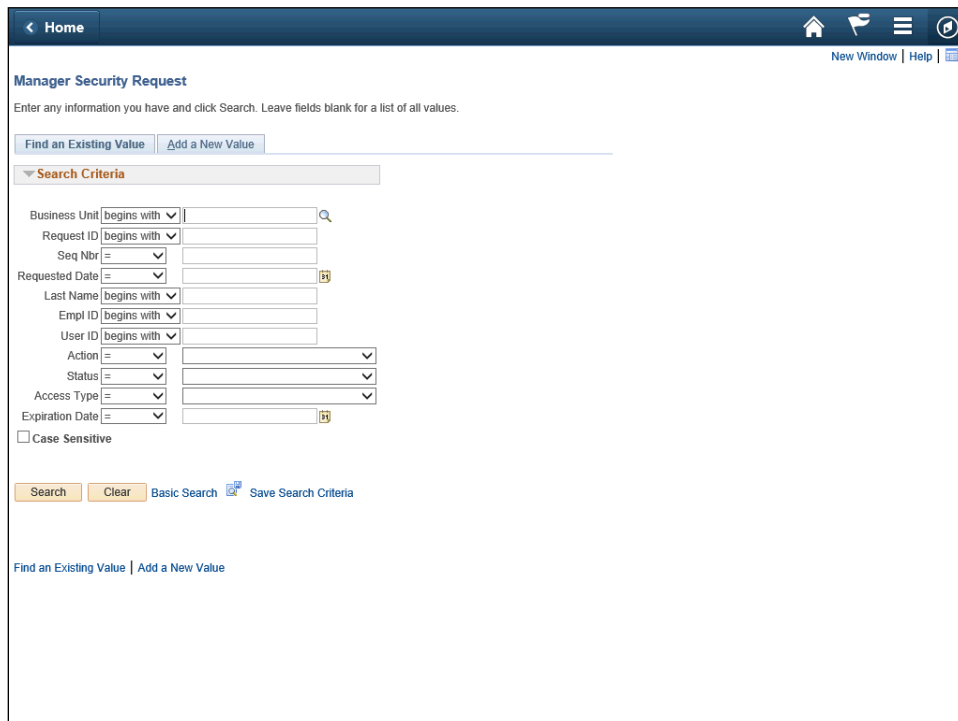 Home
New Window | Help |
Manager Security Request
Enter any information you have and click Search. Leave fields blank for a list of all values.
Find an Existing Value Add a New Value
Search Criteria
Business Unit begins with
Request ID begins with
Seq Nbr =
Requested Date = 31
Last Name begins with
Empl ID begins with
User ID begins with
Action =
Status =
Access Type =
Expiration Date = 31
Case Sensitive
Search Clear Basic Search Save Search Criteria
Find an Existing Value | Add a New Value